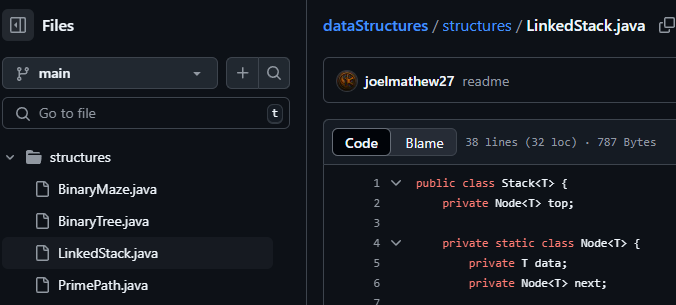 Files
main
Go to file
t
structures
BinaryMaze.java
BinaryTree.java
LinkedStack.java
PrimePath.java
dataStructures / structures / LinkedStack.java
joelmathew27 readme
Code Blame 38 lines (32 loc) · 787 Bytes
1 public class Stack<T> {
2 private Node<T> top;
3
4 private static class Node<T> {
5 private T data;
6 private Node<T> next;
7